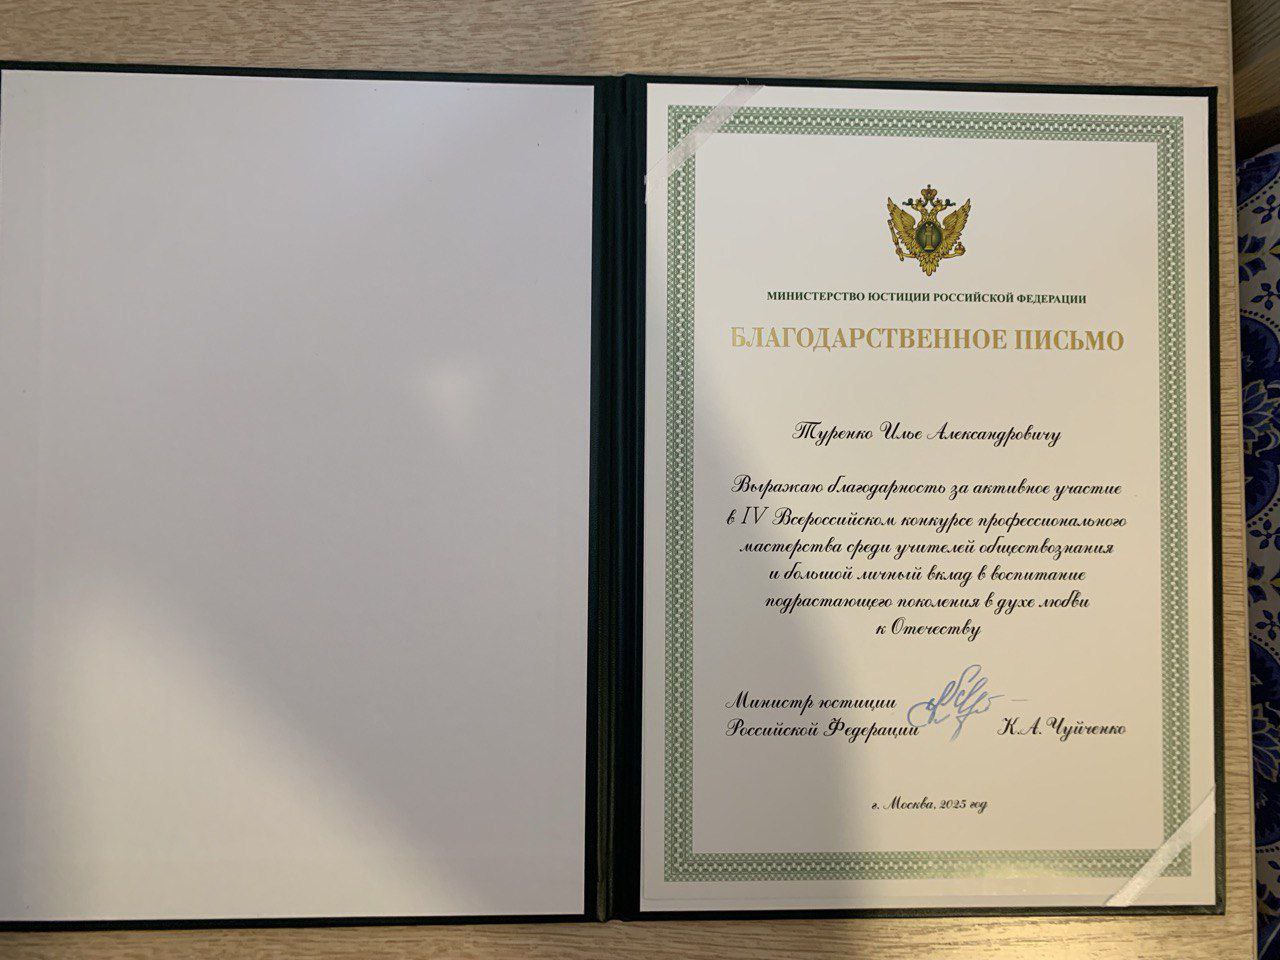 МИНИСТЕРСТВО ЮСТИЦИИ РОССИЙСКОЙ ФЕДЕРАЦИИ
БЛАГОДАРСТВЕННОЕ ПИСЬМО
Туренко Илье Александровичу
Выражаю благодарность за активное участие
в IV Всероссийском конкурсе профессионального
мастерства среди учителей обществознания
и большой личный вклад в воспитание
подрастающего поколения в духе любви
к Отечеству
Министр юстиции
Российской Федерации К.А. Чуйченко
г. Москва, 2025 год